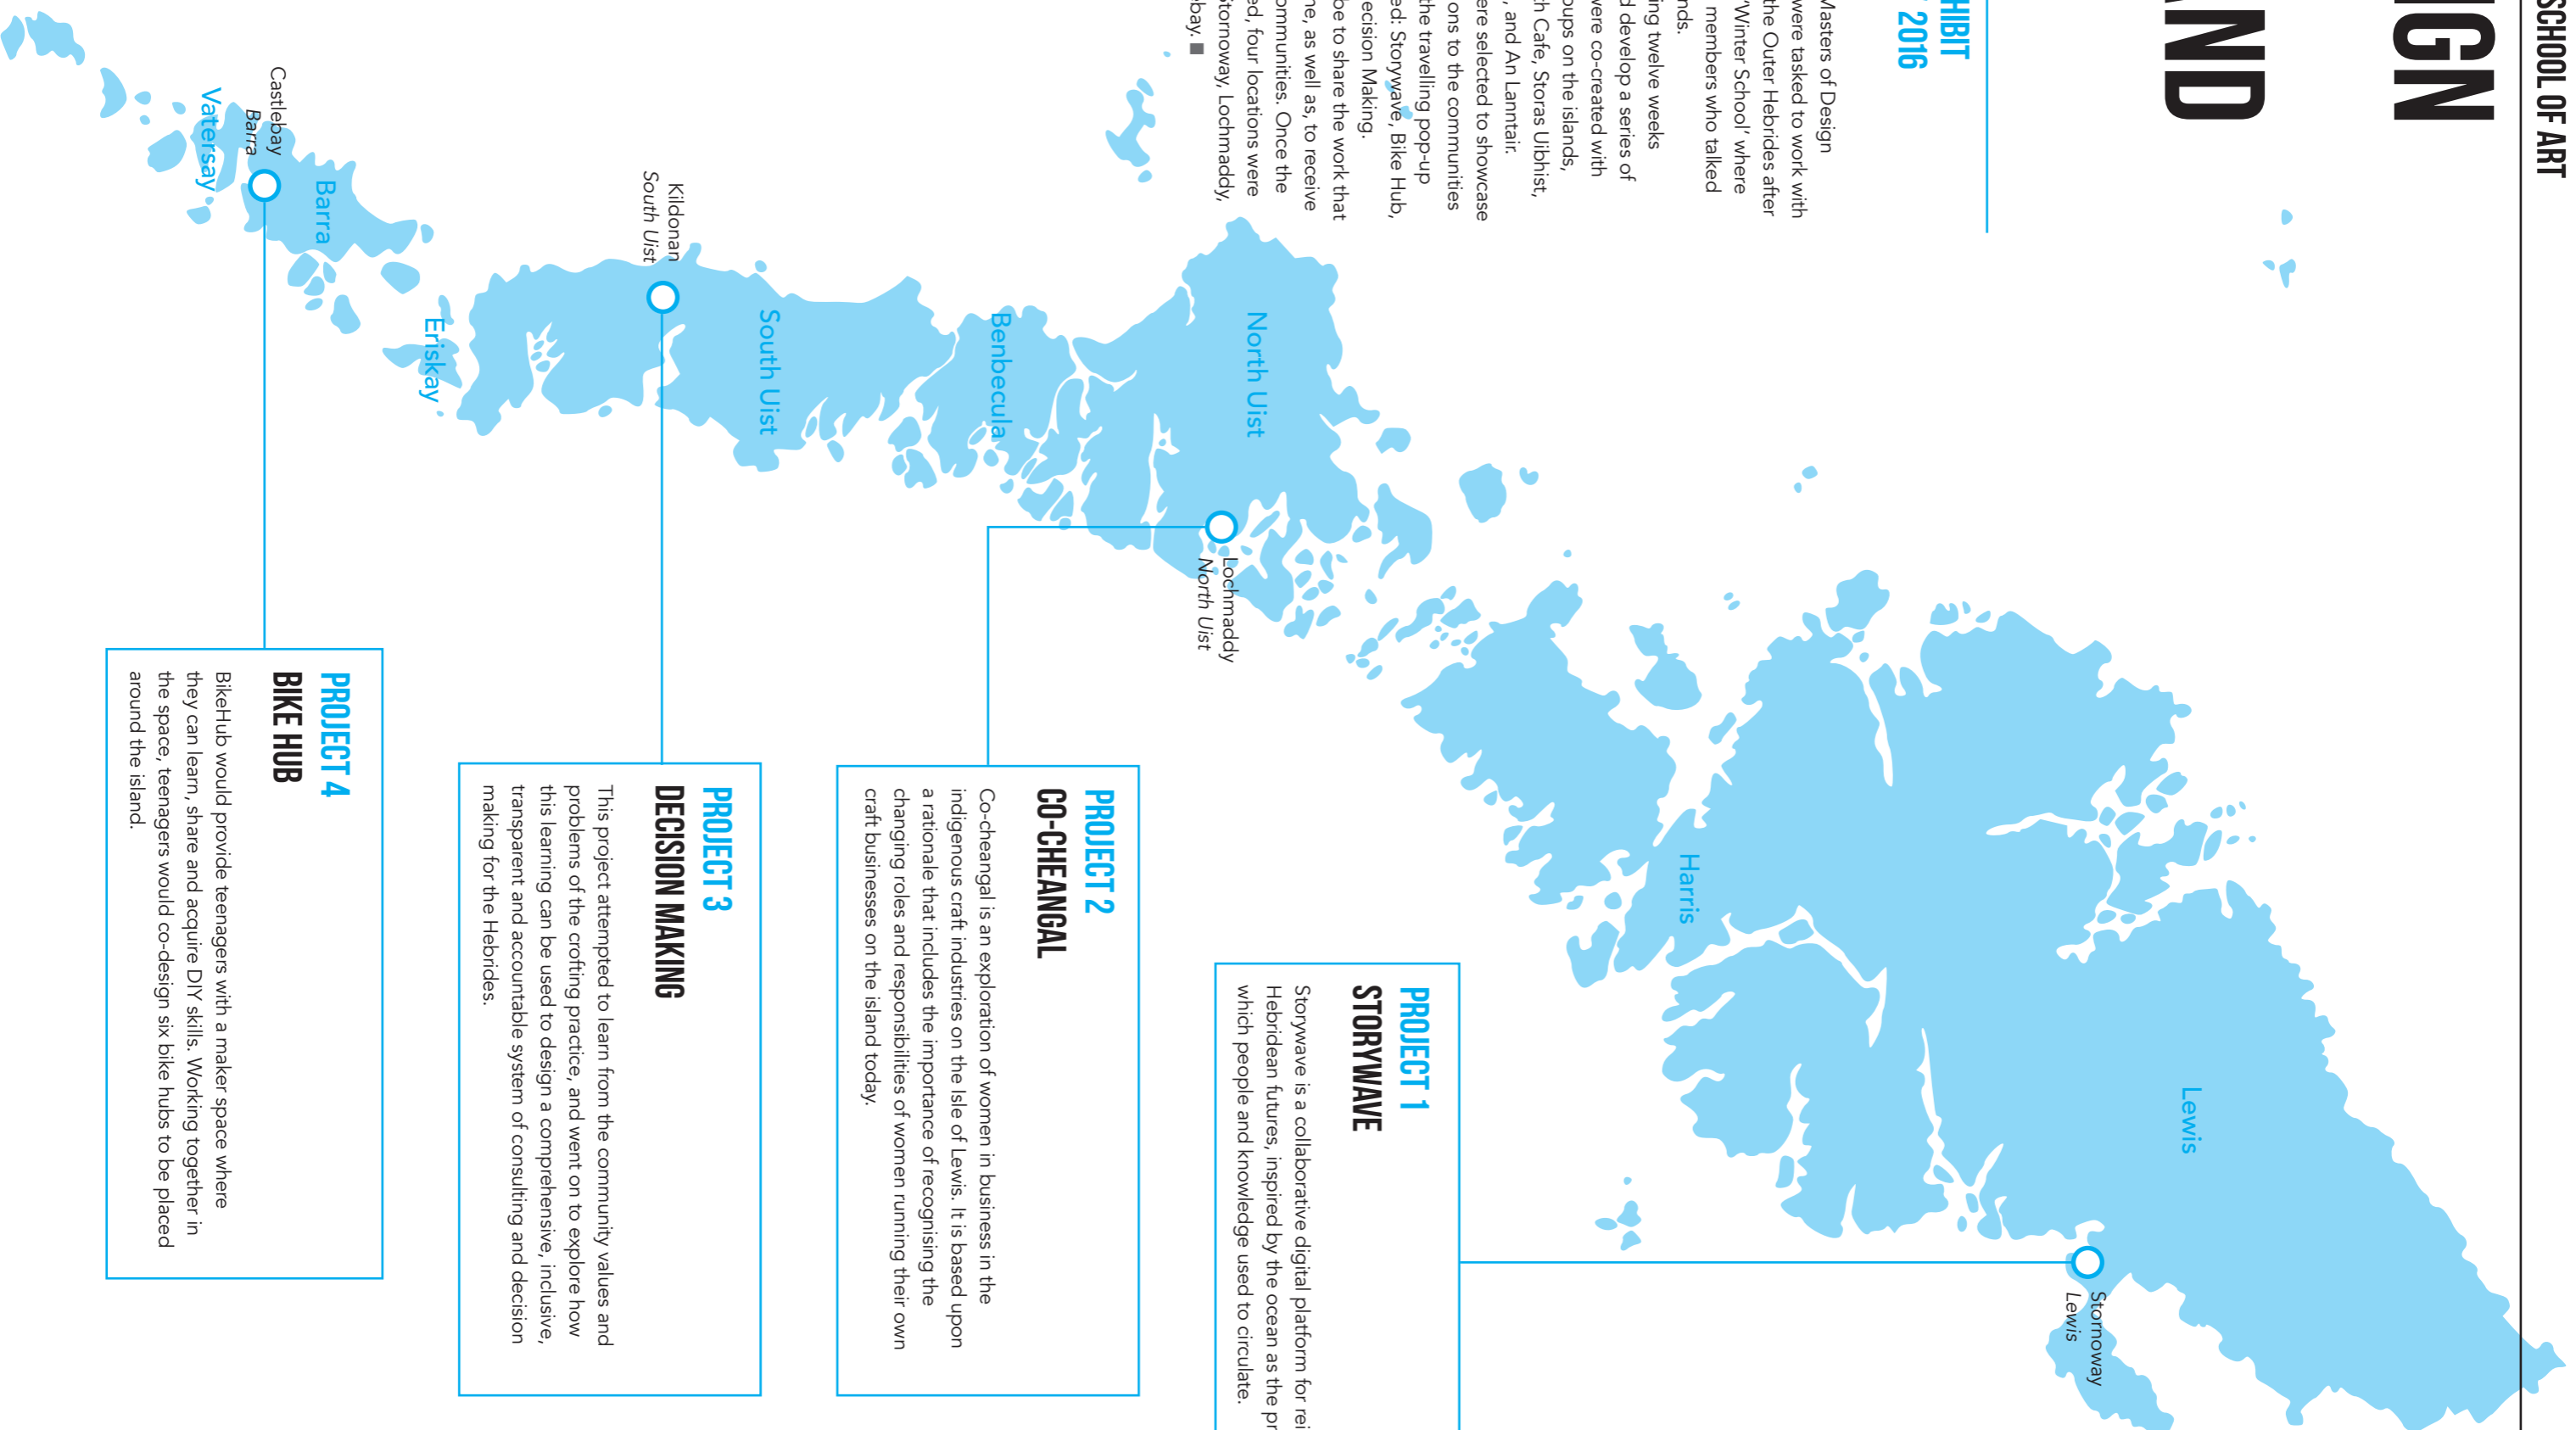 SCHOOL OF ART
IGN
AND
HIBIT
2016
Masters of Design
were tasked to work with
the Outer Hebrides after
‘Winter School’ where
members who talked
nds.
ing twelve weeks
d develop a series of
were co-created with
oups on the islands,
h Cafe, Storas Uibhist,
, and An Lanntair.
ere selected to showcase
ons to the communities
the travelling pop-up
ed: Storywave, Bike Hub,
ecision Making.
be to share the work that
ne, as well as, to receive
ommunities. Once the
ed, four locations were
Stornoway, Lochmaddy,
ebay. ■
Lewis
Stornoway
Lewis
Harris
North Uist
Lochmaddy
North Uist
Benbecula
South Uist
Kildonan
South Uist
Eriskay
Barra
Castlebay
Barra
Vatersay
PROJECT 1
STORYWAVE
Storywave is a collaborative digital platform for rei
Hebridean futures, inspired by the ocean as the pr
which people and knowledge used to circulate.
PROJECT 2
CO-CHEANGAL
Co-cheangal is an exploration of women in business in the
indigenous craft industries on the Isle of Lewis. It is based upon
a rationale that includes the importance of recognising the
changing roles and responsibilities of women running their own
craft businesses on the island today.
PROJECT 3
DECISION MAKING
This project attempted to learn from the community values and
problems of the crofting practice, and went on to explore how
this learning can be used to design a comprehensive, inclusive,
transparent and accountable system of consulting and decision
making for the Hebrides.
PROJECT 4
BIKE HUB
BikeHub would provide teenagers with a maker space where
they can learn, share and acquire DIY skills. Working together in
the space, teenagers would co-design six bike hubs to be placed
around the island.